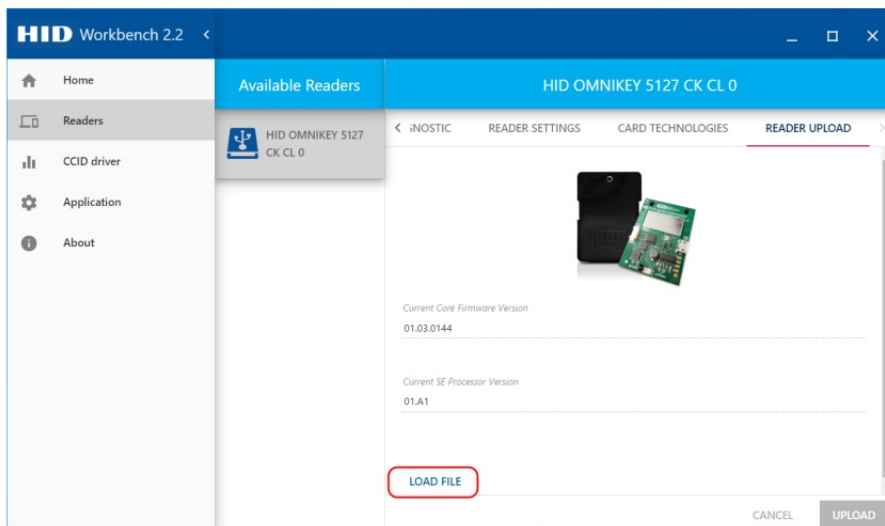 HID Workbench 2.2
Home
Readers
CCID driver
Application
About
Available Readers
HID OMNIKEY 5127
CK CL 0
HID OMNIKEY 5127 CK CL 0
NOSTIC READER SETTINGS CARD TECHNOLOGIES READER UPLOAD
Current Core Firmware Version
01.03.0144
Current SE Processor Version
01.A1
LOAD FILE
CANCEL UPLOAD